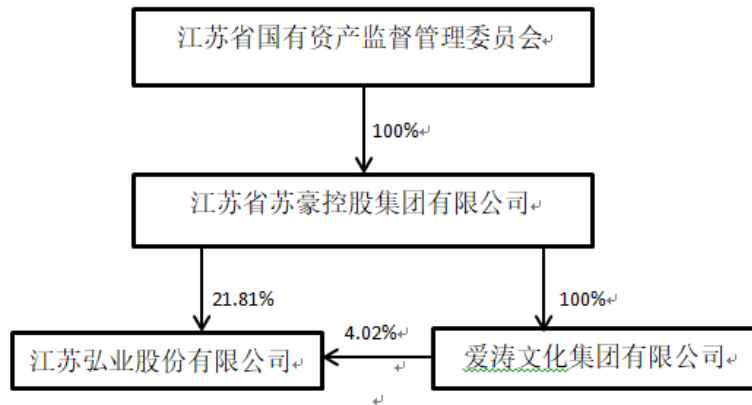 江苏省国有资产监督管理委员会
100%
江苏省苏豪控股集团有限公司
21.81%
100%
4.02%
江苏弘业股份有限公司
爱涛文化集团有限公司